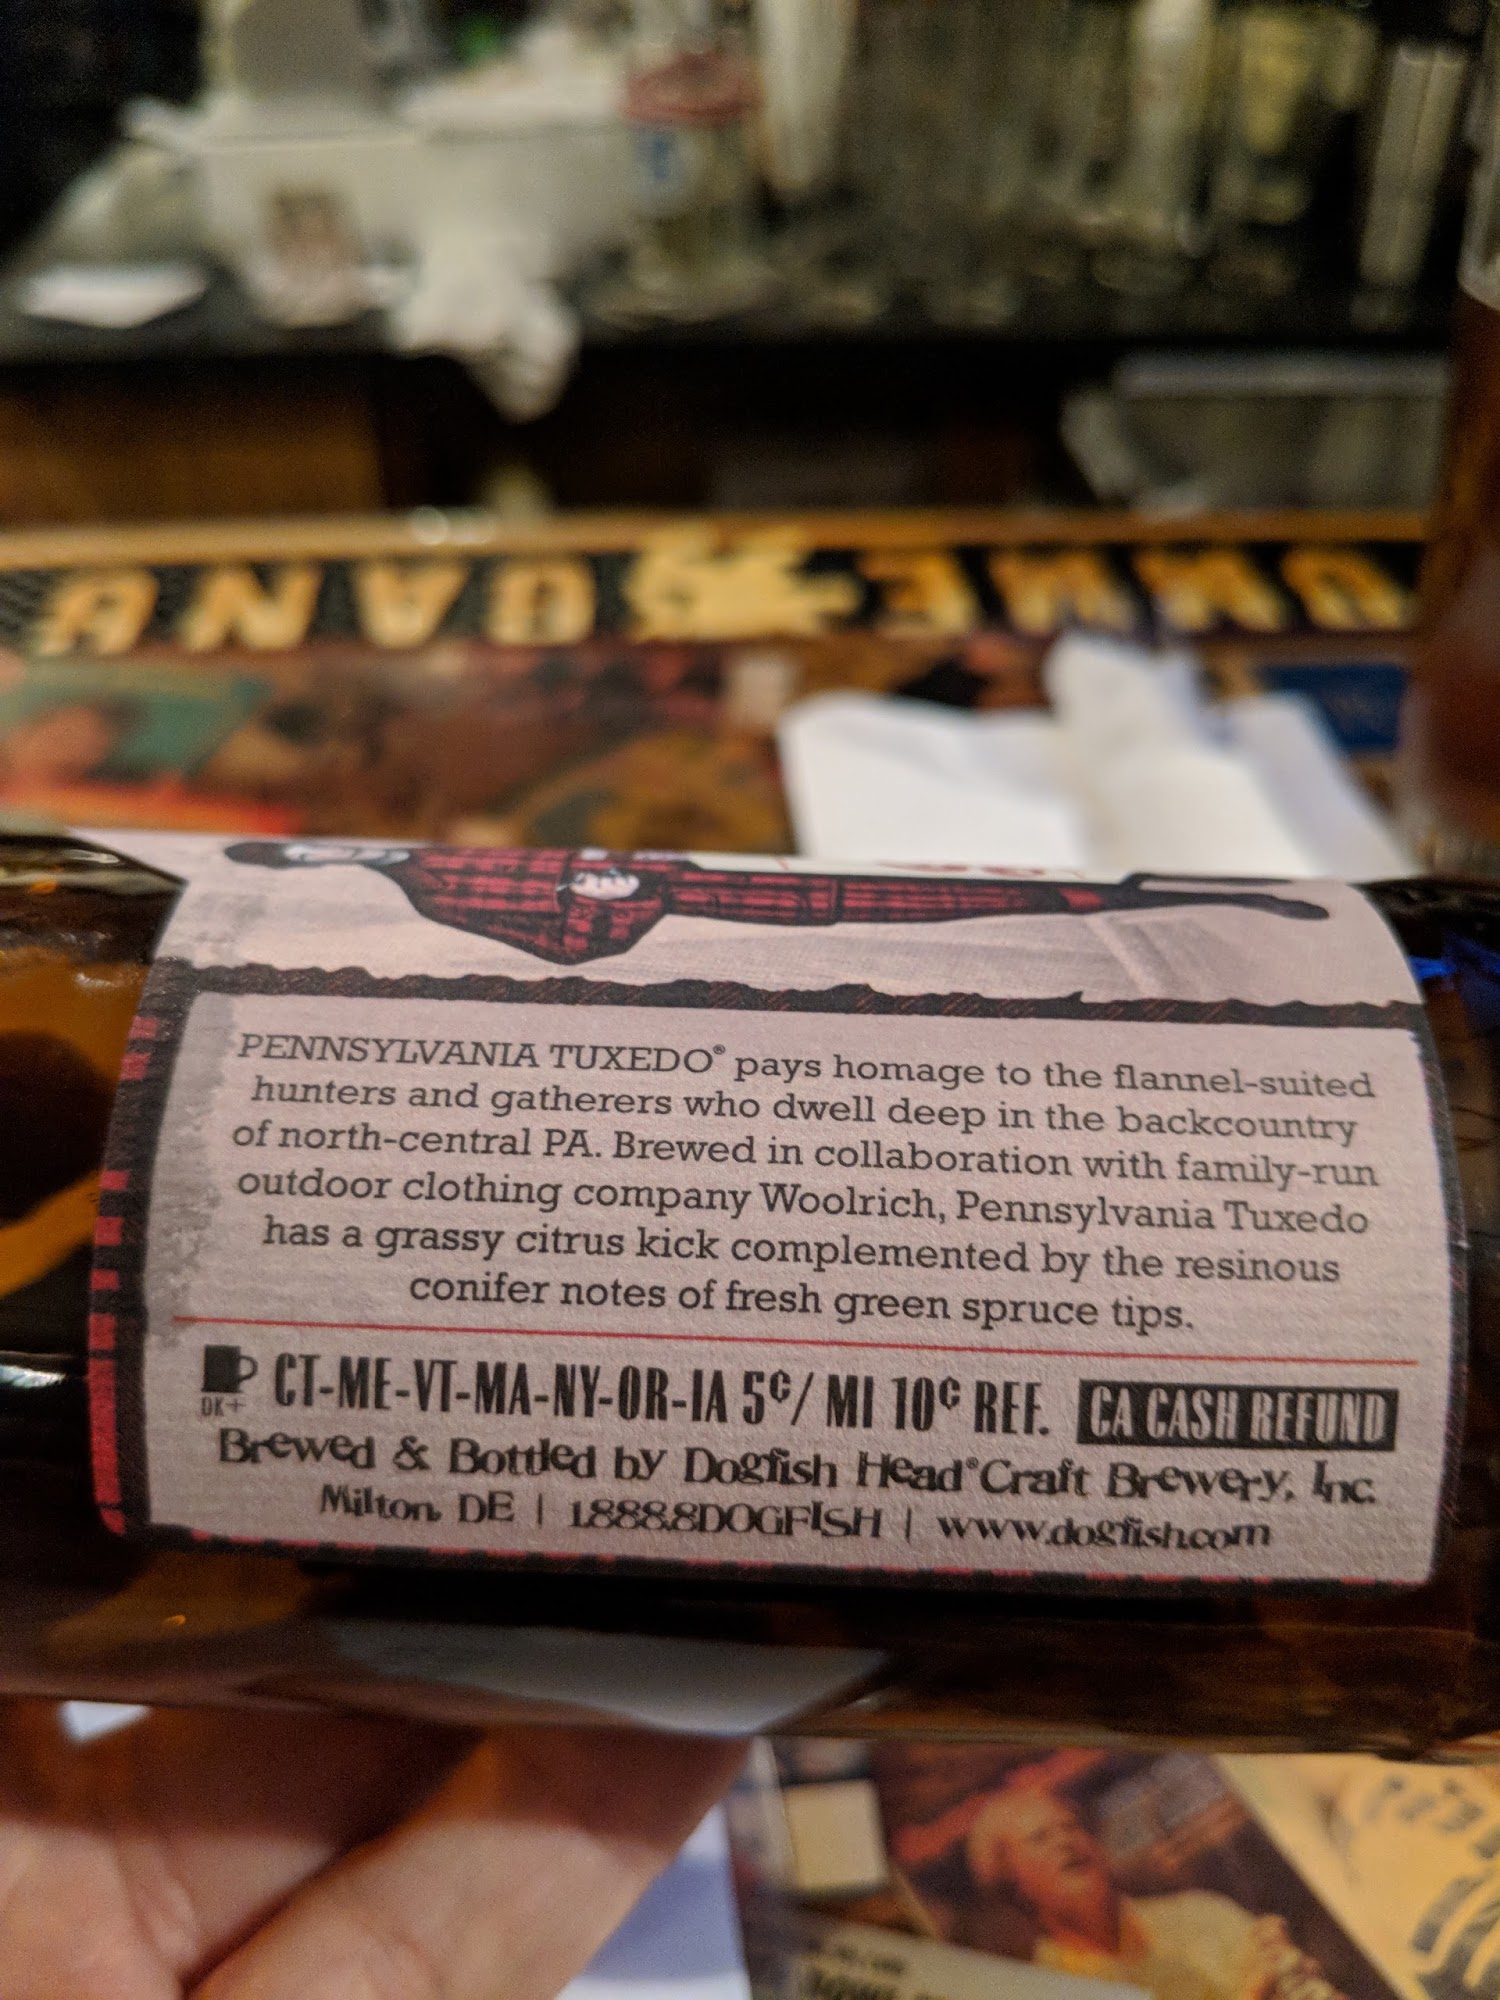 PENNSYLVANIA TUXEDO® pays homage to the flannel-suited
hunters and gatherers who dwell deep in the backcountry
of north-central PA. Brewed in collaboration with family-run
outdoor clothing company Woolrich, Pennsylvania Tuxedo
has a grassy citrus kick complemented by the resinous
conifer notes of fresh green spruce tips.
DK+ CT-ME-VT-MA-NY-OR-IA 5¢/ MI 10¢ REF. CA CASH REFUND
Brewed & Bottled by Dogfish Head® Craft Brewery, Inc.
Milton, DE | 1.888.8DOGFISH | www.dogfish.com